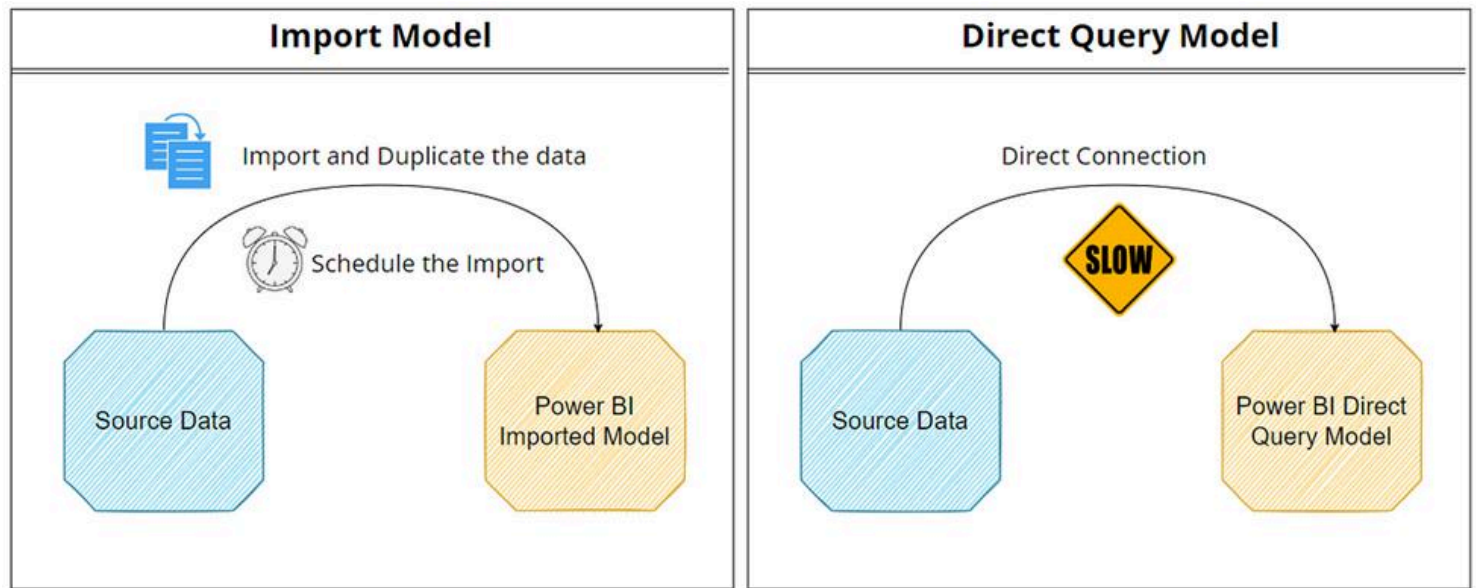 Import Model
Import and Duplicate the data
Schedule the Import
Source Data
Power BI
Imported Model
Direct Query Model
Direct Connection
SLOW
Source Data
Power BI Direct
Query Model